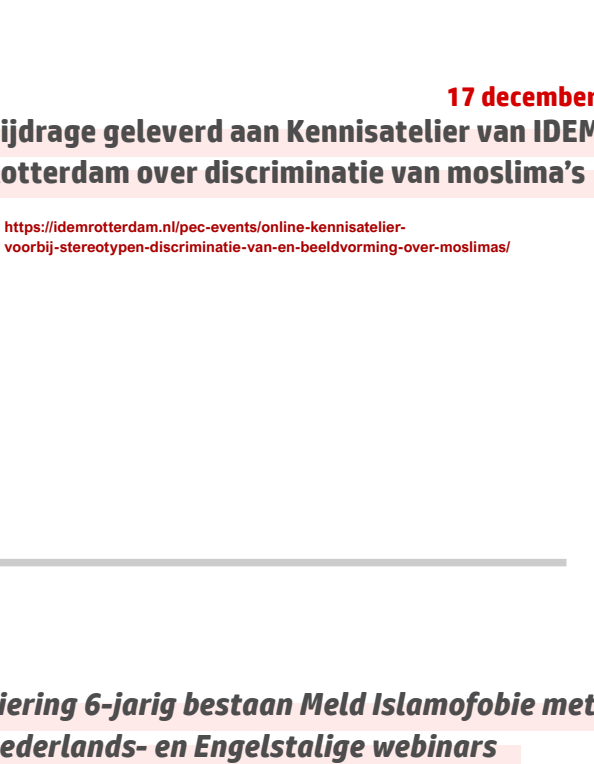 17 december
ijdrage geleverd aan Kennisatelier van IDEM
otterdam over discriminatie van moslima's
https://idemrotterdam.nl/pec-events/online-kennisatelier-
voorbij-stereotypen-discriminatie-van-en-beeldvorming-over-moslimas/
iering 6-jarig bestaan Meld Islamofobie met
ederlands- en Engelstalige webinars